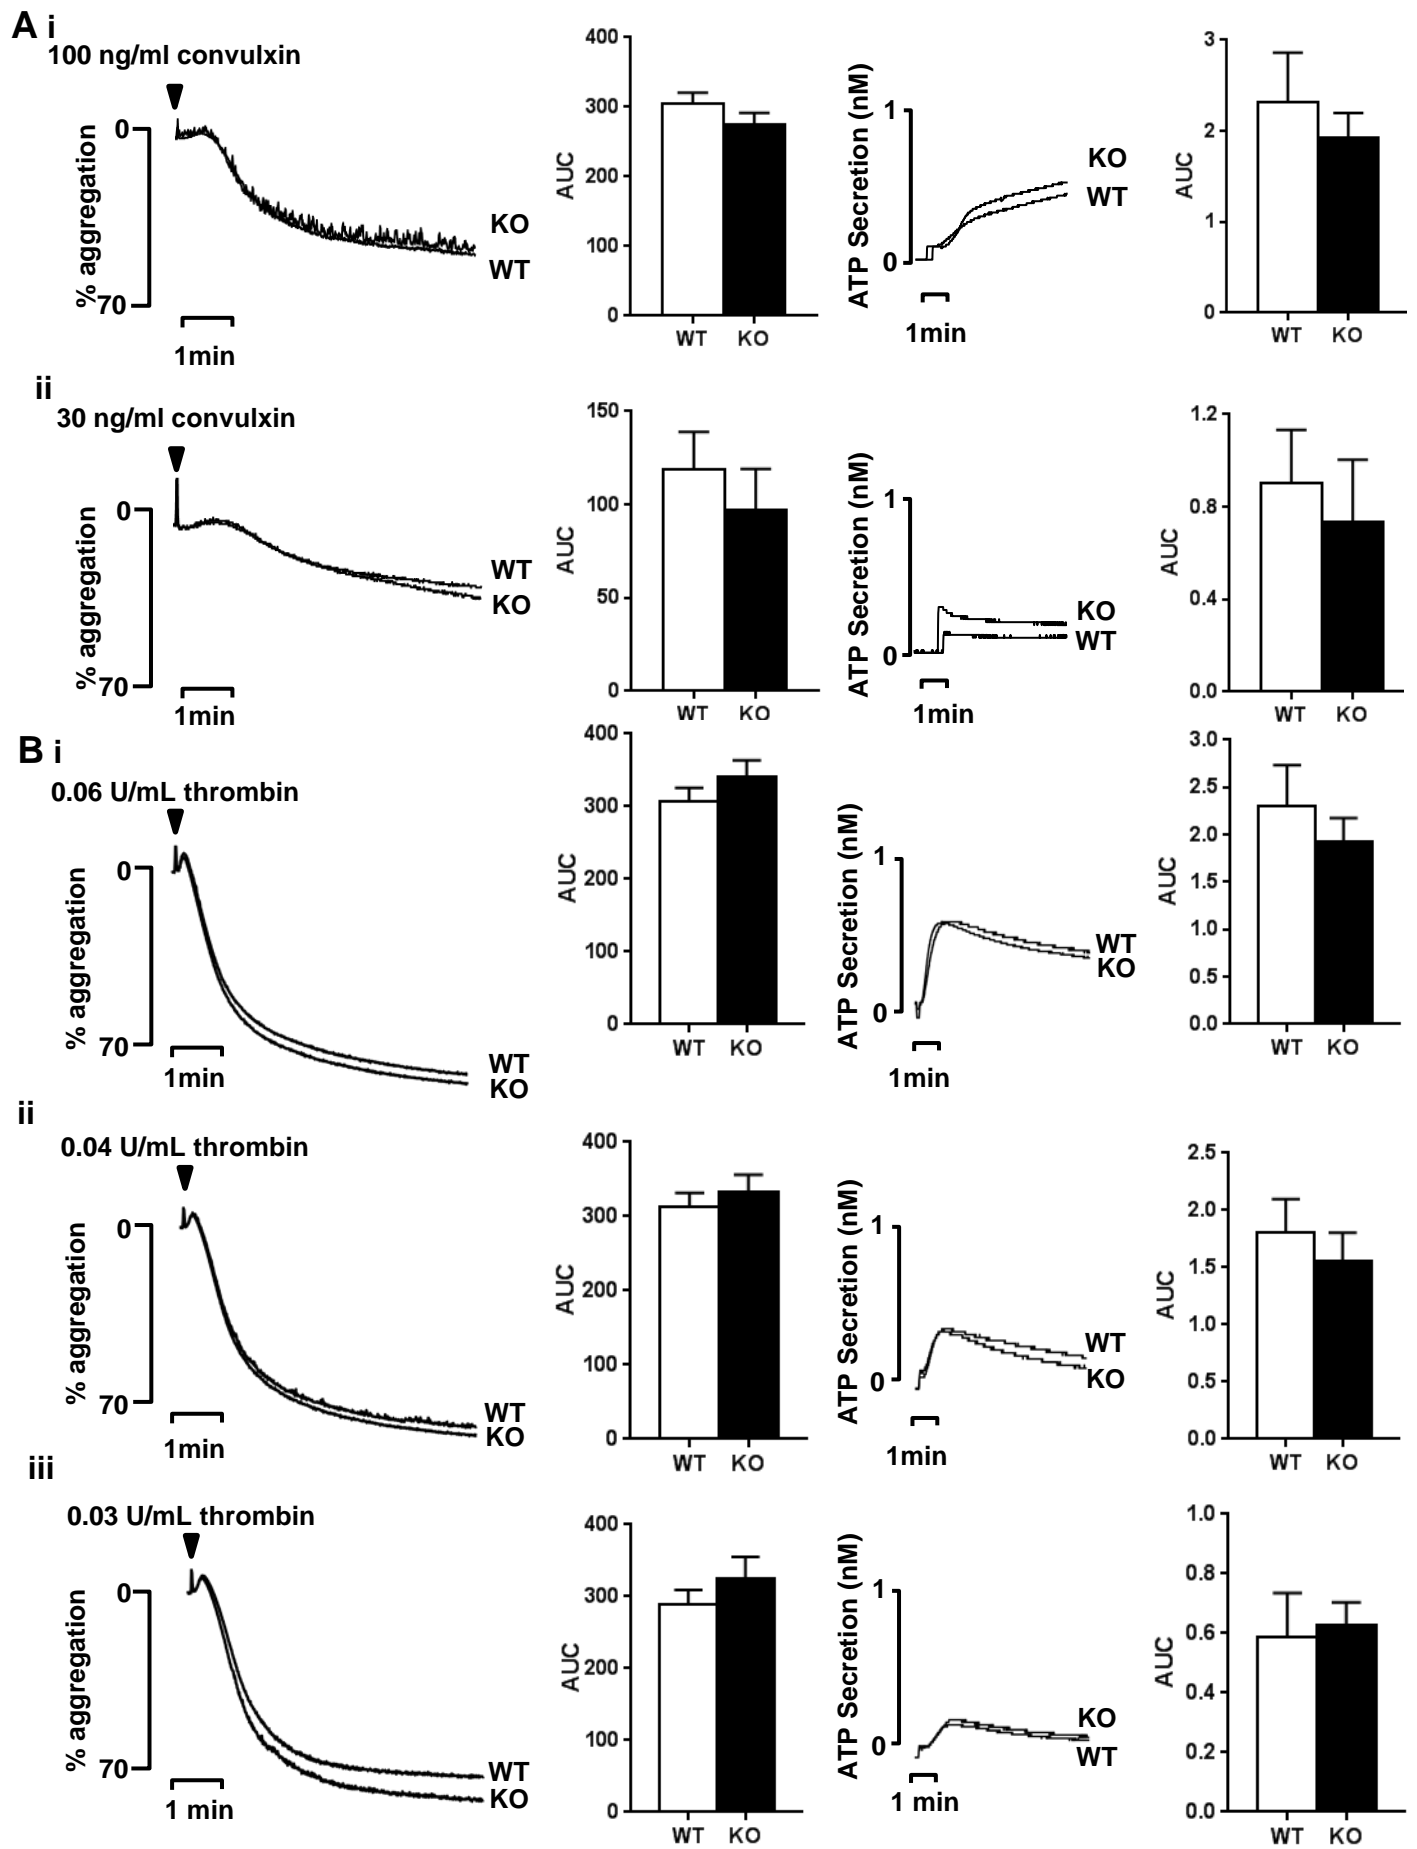 A i
100 ng/ml convulxin
% aggregation
0
70
1min
KO
WT
AUC
400
300
200
100
0
WT KO
ATP Secretion (nM)
1
0
KO
WT
1min
AUC
3
2
1
0
WT KO
ii
30 ng/ml convulxin
% aggregation
0
70
1min
WT
KO
AUC
150
100
50
0
WT KO
ATP Secretion (nM)
1
0
KO
WT
1min
AUC
1.2
0.8
0.4
0.0
WT KO
B i
0.06 U/mL thrombin
% aggregation
0
70
1min
WT
KO
AUC
400
300
200
100
0
WT KO
ATP Secretion (nM)
1
0
WT
KO
1min
AUC
3.0
2.5
2.0
1.5
1.0
0.5
0.0
WT KO
ii
0.04 U/mL thrombin
% aggregation
0
70
1min
WT
KO
AUC
400
300
200
100
0
WT KO
ATP Secretion (nM)
1
0
WT
KO
1min
AUC
2.5
2.0
1.5
1.0
0.5
0.0
WT KO
iii
0.03 U/mL thrombin
% aggregation
0
70
1 min
WT
KO
AUC
400
300
200
100
0
WT KO
ATP Secretion (nM)
1
0
KO
WT
1 min
AUC
1.0
0.8
0.6
0.4
0.2
0.0
WT KO